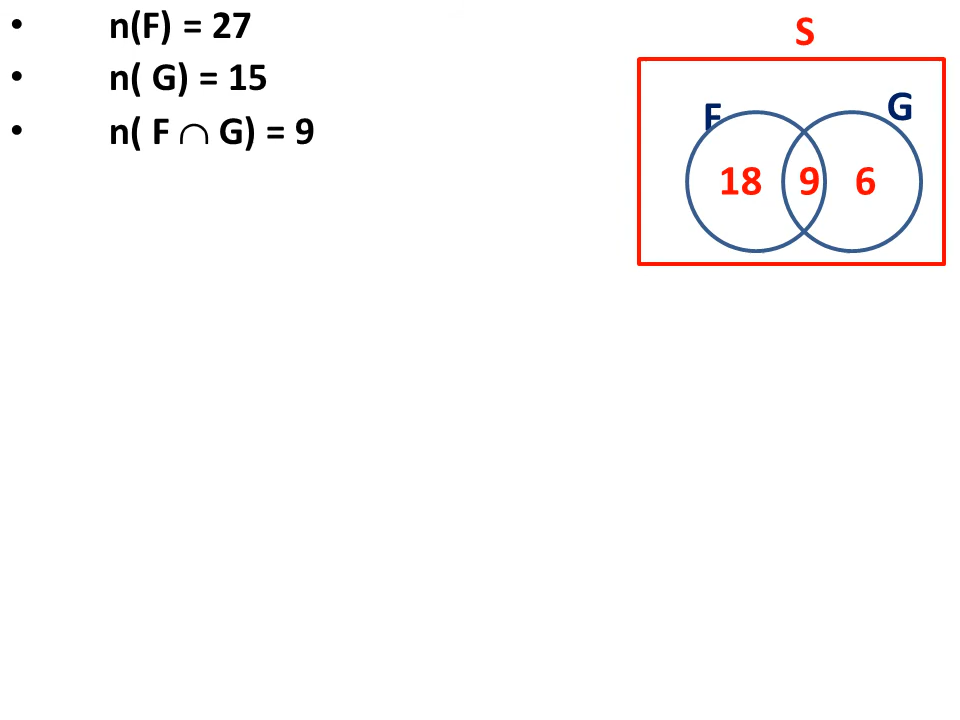 • n(F) = 27
• n( G) = 15
• n( F ∩ G) = 9
S
F
G
18 9 6